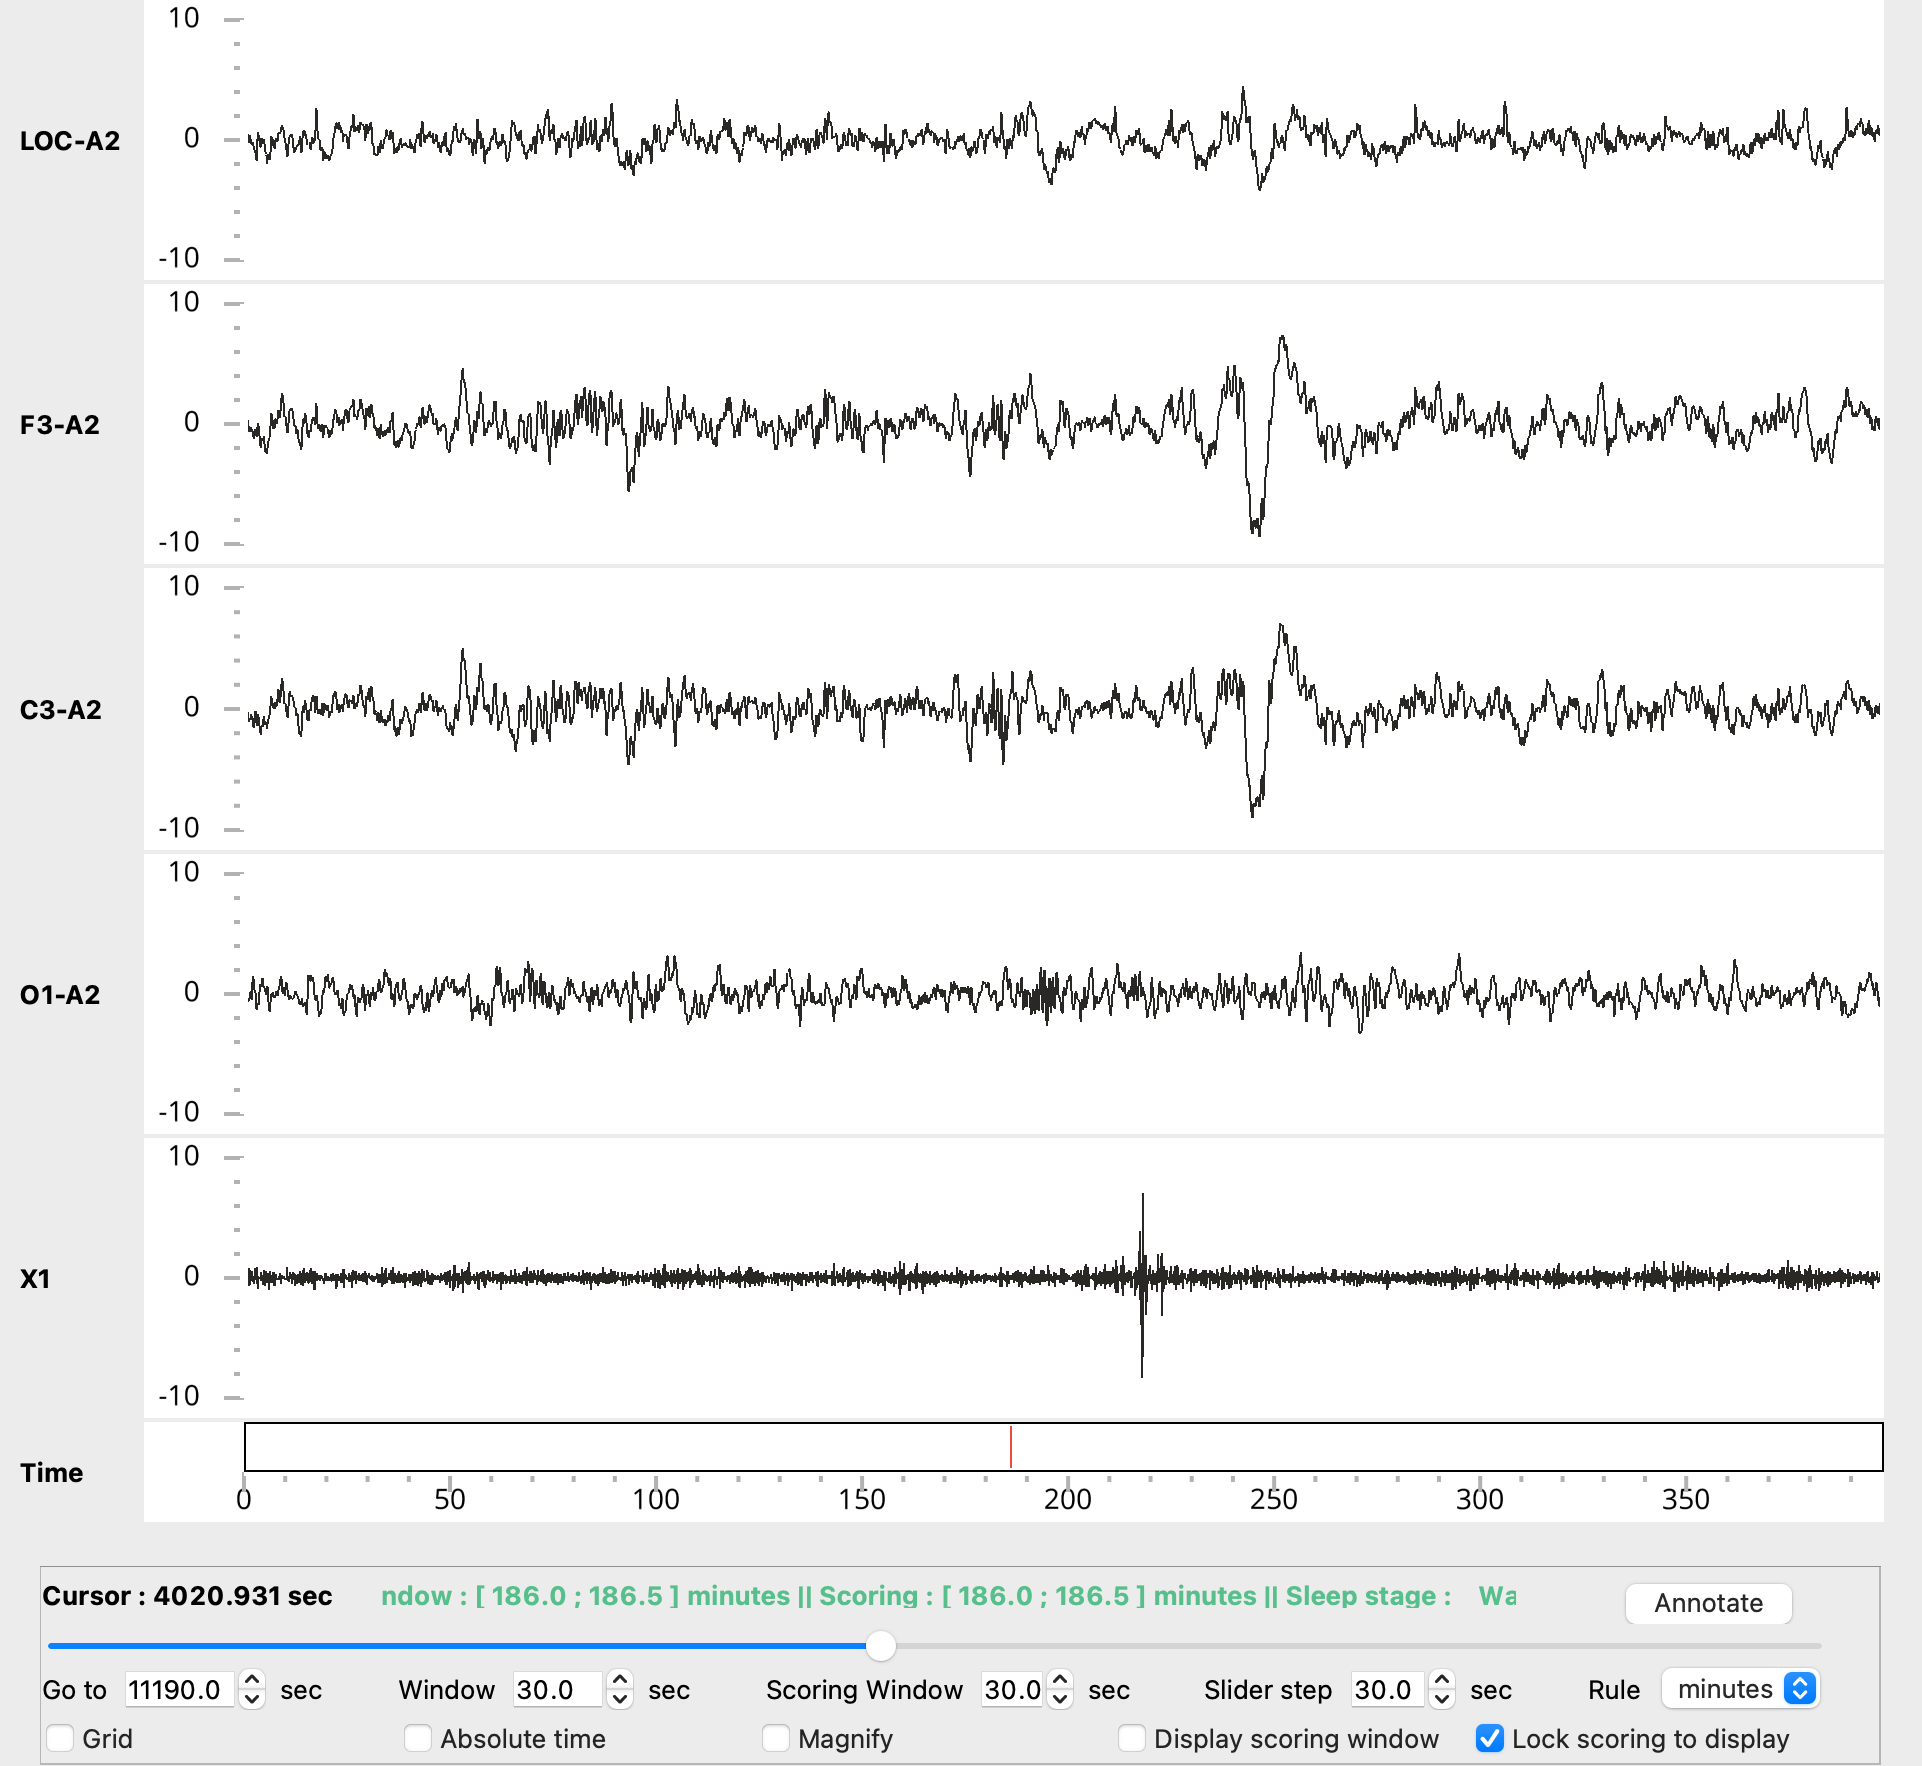 10
LOC-A2
0
-10
10
F3-A2
0
-10
10
C3-A2
0
-10
10
O1-A2
0
-10
10
X1
0
-10
Time
0 50 100 150 200 250 300 350
Cursor : 4020.931 sec ndow : [ 186.0 ; 186.5 ] minutes || Scoring : [ 186.0 ; 186.5 ] minutes || Sleep stage : Wa Annotate
Go to 11190.0 sec Window 30.0 sec Scoring Window 30.0 sec Slider step 30.0 sec Rule minutes
Grid Absolute time Magnify Display scoring window Lock scoring to display